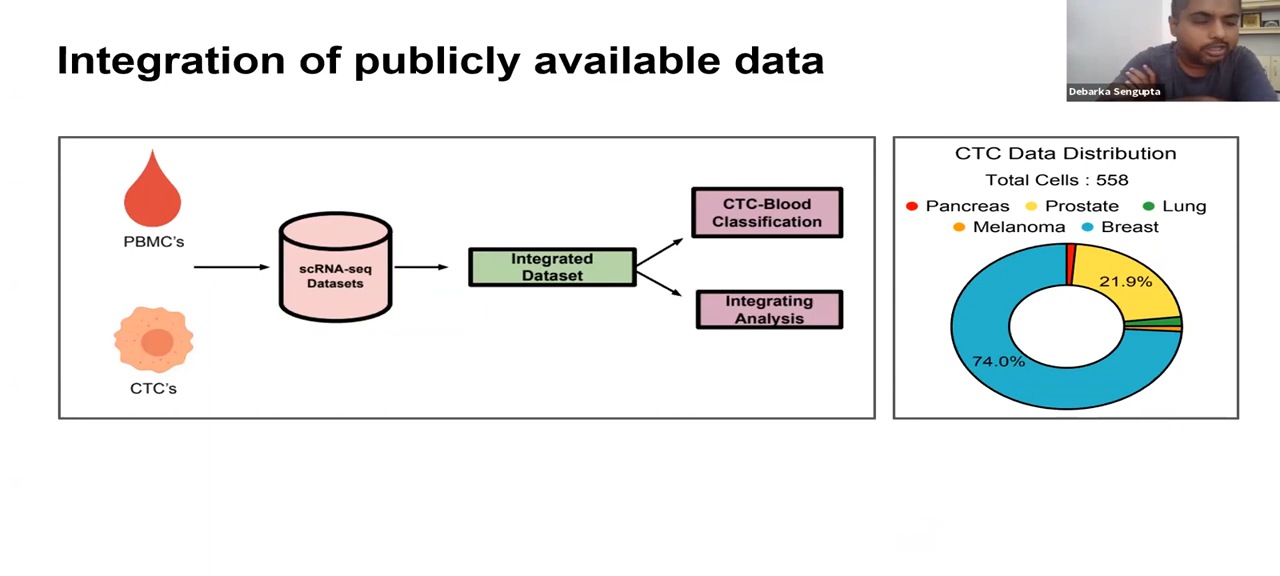 Integration of publicly available data
Debarka Sengupta
PBMC's
CTC's
scRNA-seq
Datasets
Integrated
Dataset
CTC-Blood
Classification
Integrating
Analysis
CTC Data Distribution
Total Cells : 558
Pancreas Prostate Lung
Melanoma Breast
21.9%
74.0%